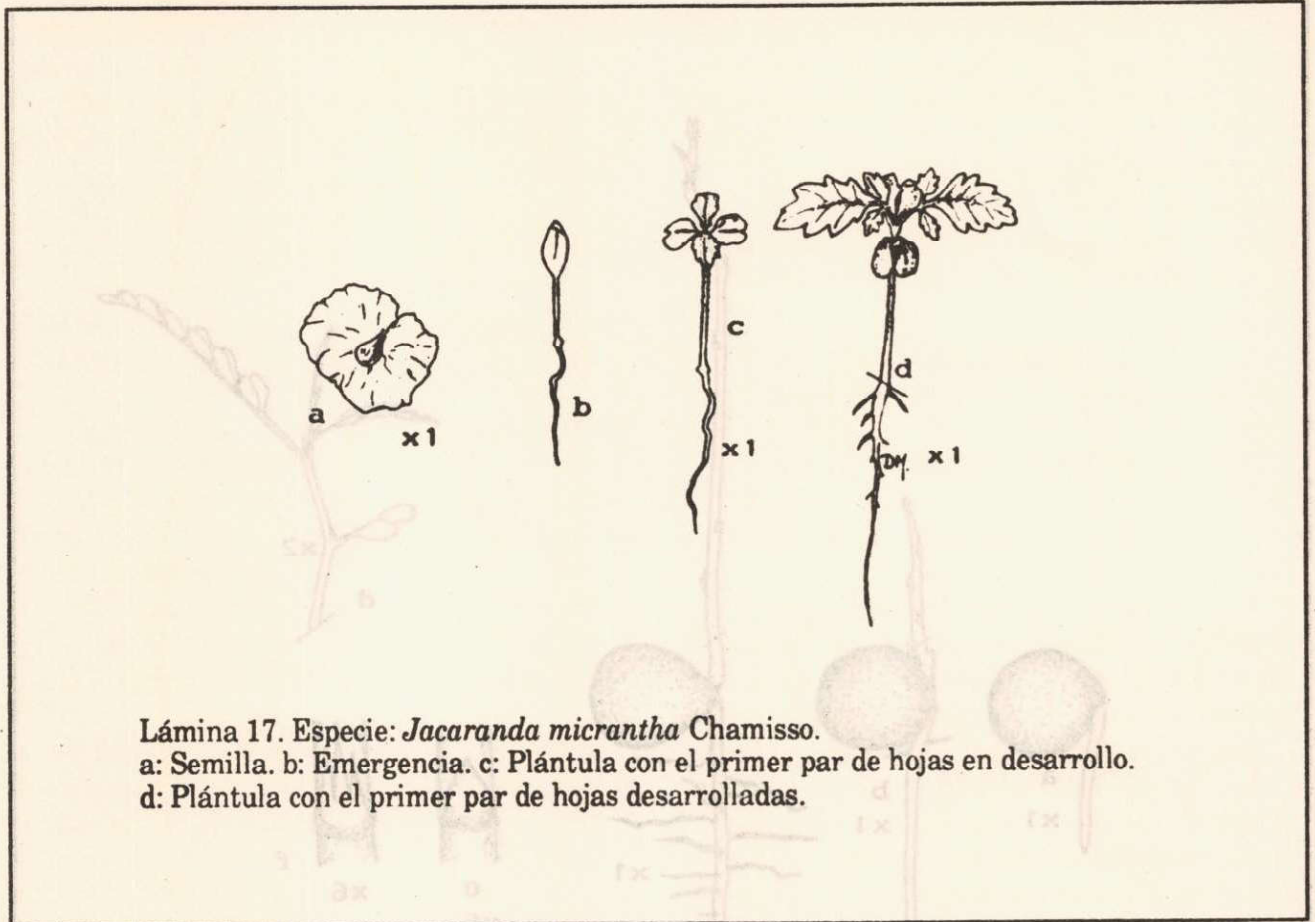 a
x1
b
c
x1
d
DM. x1
Lámina 17. Especie: Jacaranda micrantha Chamisso.
a: Semilla. b: Emergencia. c: Plántula con el primer par de hojas en desarrollo.
d: Plántula con el primer par de hojas desarrolladas.